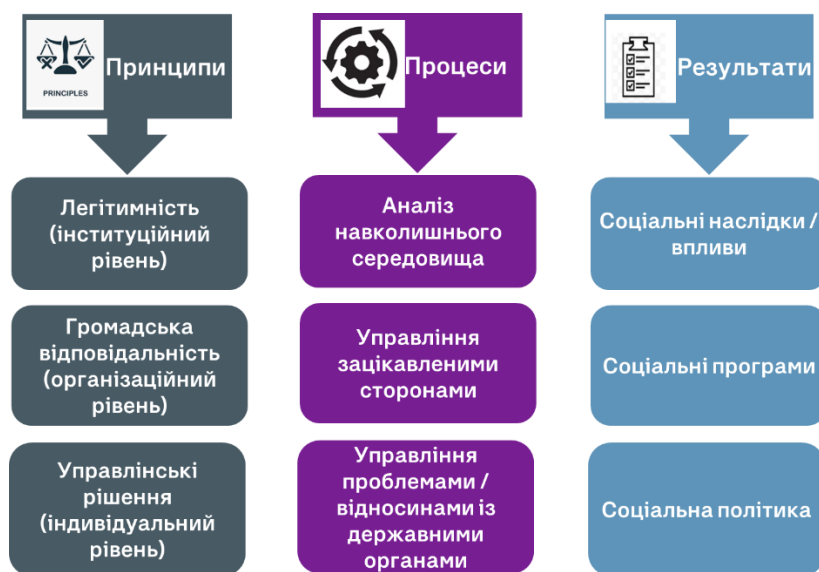 Принципи
PRINCIPLES
Легітимність
(інституційний
рівень)
Громадська
відповідальність
(організаційний
рівень)
Управлінські
рішення
(індивідуальний
рівень)
Процеси
Аналіз
навколишнього
середовища
Управління
зацікавленими
сторонами
Управління
проблемами /
відносинами із
державними
органами
Результати
Соціальні наслідки /
впливи
Соціальні програми
Соціальна політика